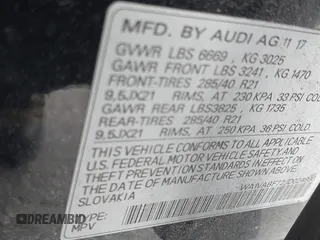 MFD. BY AUDI AG 11 17
GVWR LBS 6669 , KG 3025
GAWR FRONT LBS 3241, KG 1470
FRONT-TIRES 285/40 R21
9,5JX21 RIMS, AT 230 KPA 33 PSI COLD
GAWR REAR LBS3825, KG 1735
REAR-TIRES 285/40 R21
9,5JX21 RIMS, AT 250 KPA 36 PSI COLD.
THIS VEHICLE CONFORMS TO ALL APPLICABLE
U.S. FEDERAL MOTOR VEHICLE SAFETY
STANDARDS IN EFFECT ON THE DATE OF
MANUFACTURE SHOWN ABOVE.
SLOVAKIA
TYPE:
MPV
DREAMBID